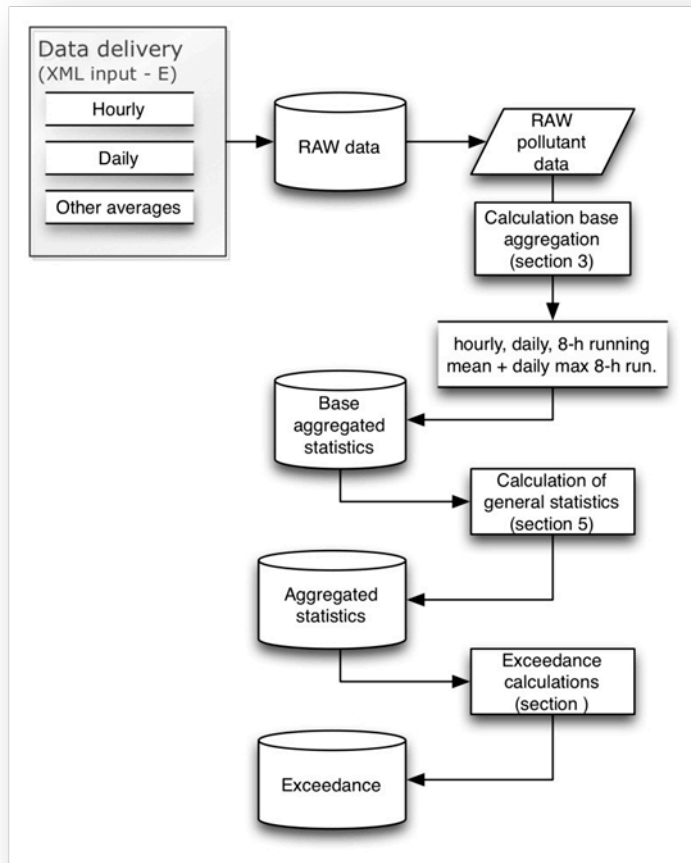 Data delivery
(XML input - E)
Hourly
Daily
Other averages
RAW data
RAW
pollutant
data
Calculation base
aggregation
(section 3)
hourly, daily, 8-h running
mean + daily max 8-h run.
Base
aggregated
statistics
Calculation of
general statistics
(section 5)
Aggregated
statistics
Exceedance
calculations
(section )
Exceedance